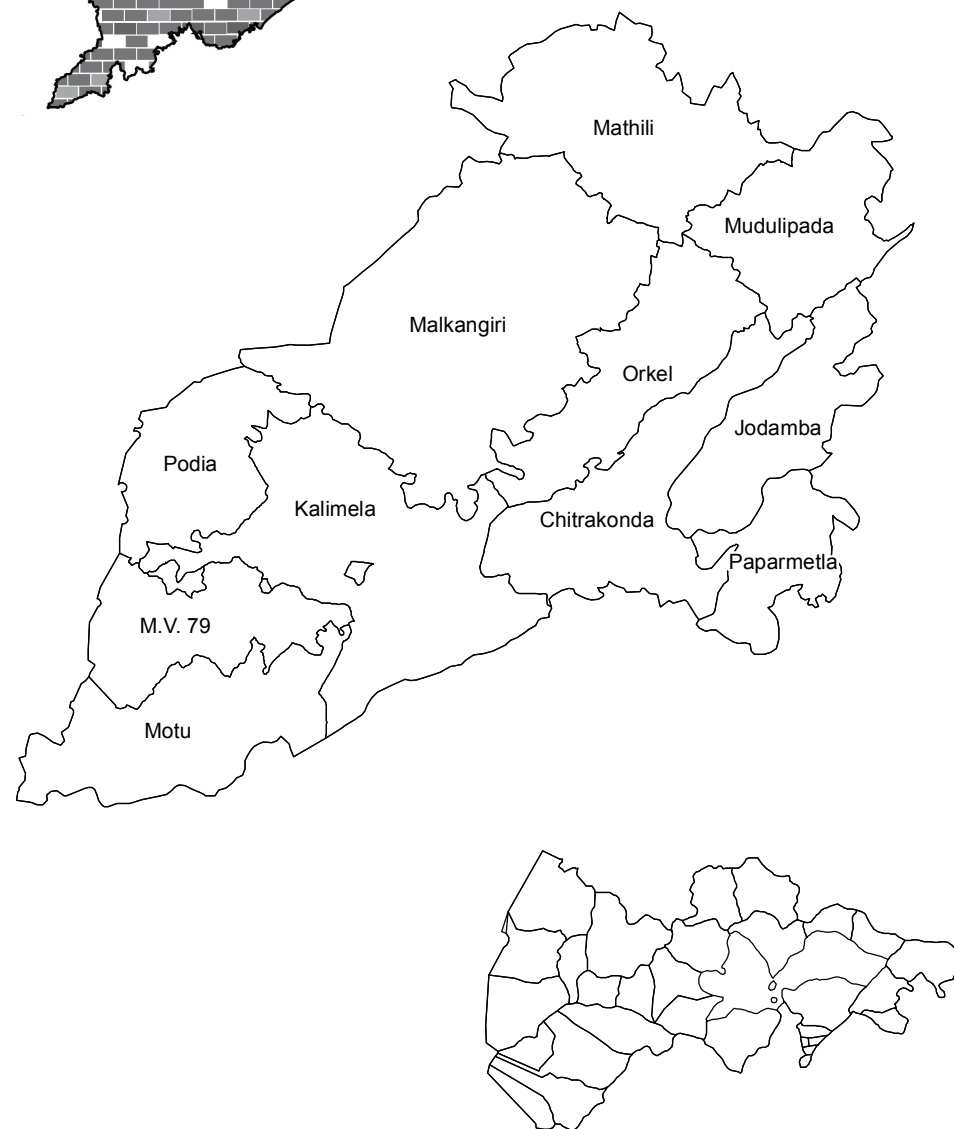 Mathili
Mudulipada
Malkangiri
Orkel
Jodamba
Podia
Kalimela
Chitrakonda
Paparmetla
M.V. 79
Motu